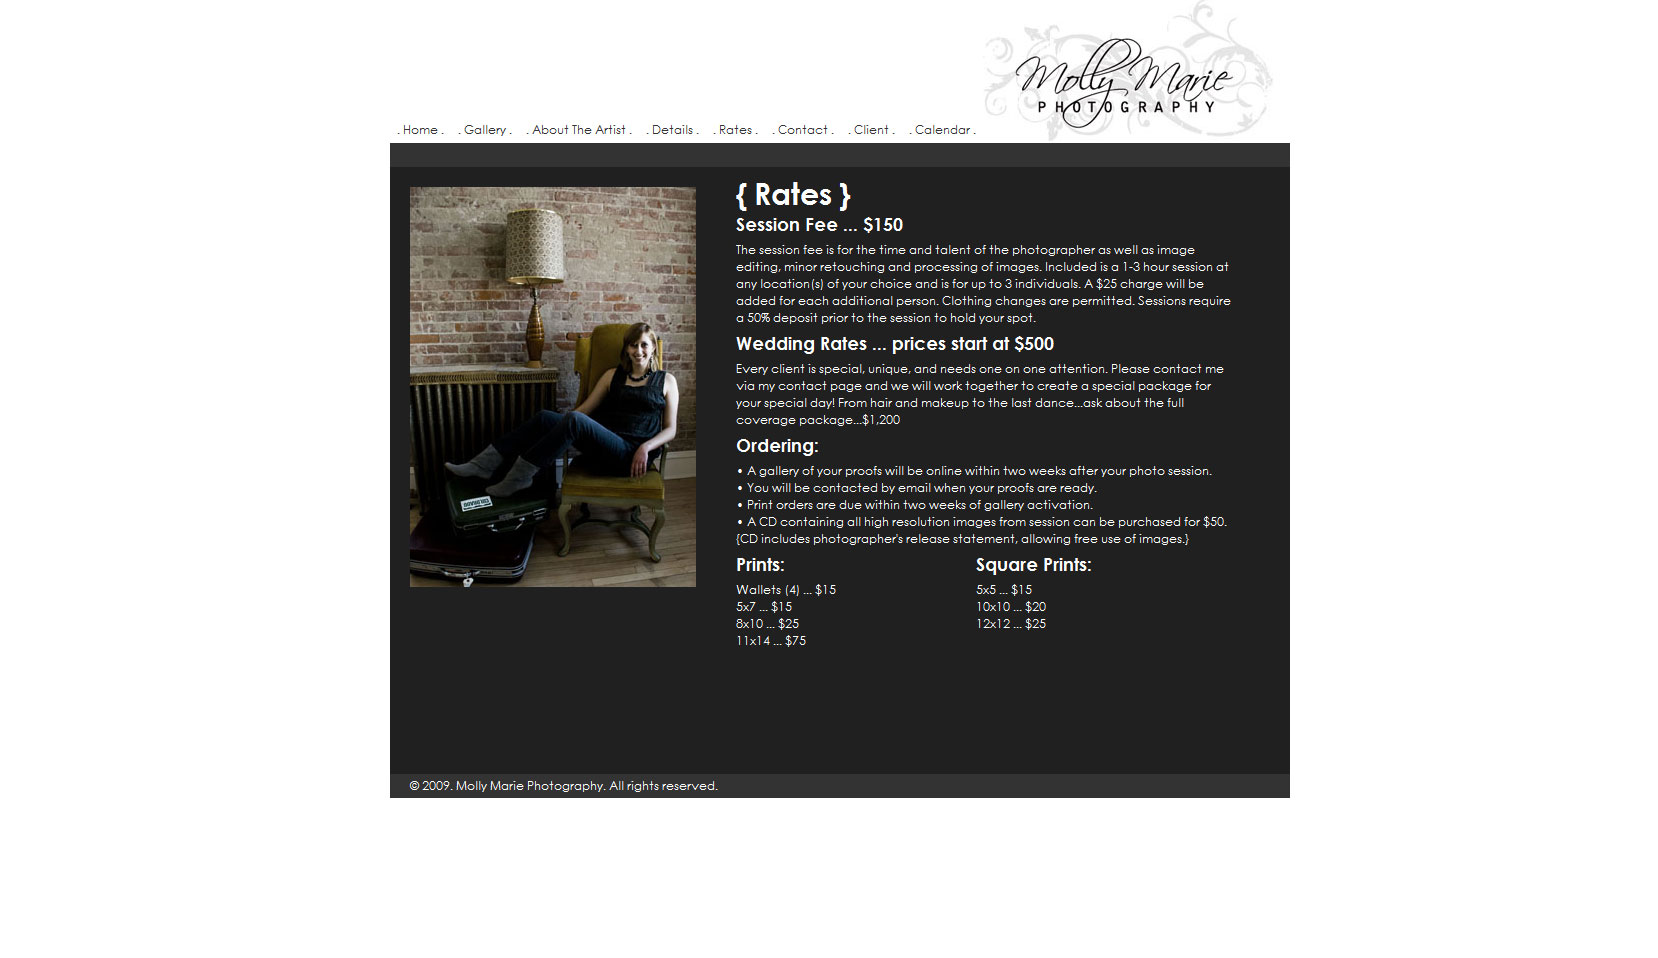 Molly Marie
PHOTOGRAPHY
. Home . . Gallery . . About The Artist . . Details . . Rates . . Contact . . Client . . Calendar .
{ Rates }
Session Fee ... $150
The session fee is for the time and talent of the photographer as well as image
editing, minor retouching and processing of images. Included is a 1-3 hour session at
any location(s) of your choice and is for up to 3 individuals. A $25 charge will be
added for each additional person. Clothing changes are permitted. Sessions require
a 50% deposit prior to the session to hold your spot.
Wedding Rates ... prices start at $500
Every client is special, unique, and needs one on one attention. Please contact me
via my contact page and we will work together to create a special package for
your special day! From hair and makeup to the last dance...ask about the full
coverage package...$1,200
Ordering:
• A gallery of your proofs will be online within two weeks after your photo session.
• You will be contacted by email when your proofs are ready.
• Print orders are due within two weeks of gallery activation.
• A CD containing all high resolution images from session can be purchased for $50.
{CD includes photographer's release statement, allowing free use of images.}
Prints:
Wallets (4) ... $15
5x7 ... $15
8x10 ... $25
11x14 ... $75
Square Prints:
5x5 ... $15
10x10 ... $20
12x12 ... $25
© 2009. Molly Marie Photography. All rights reserved.